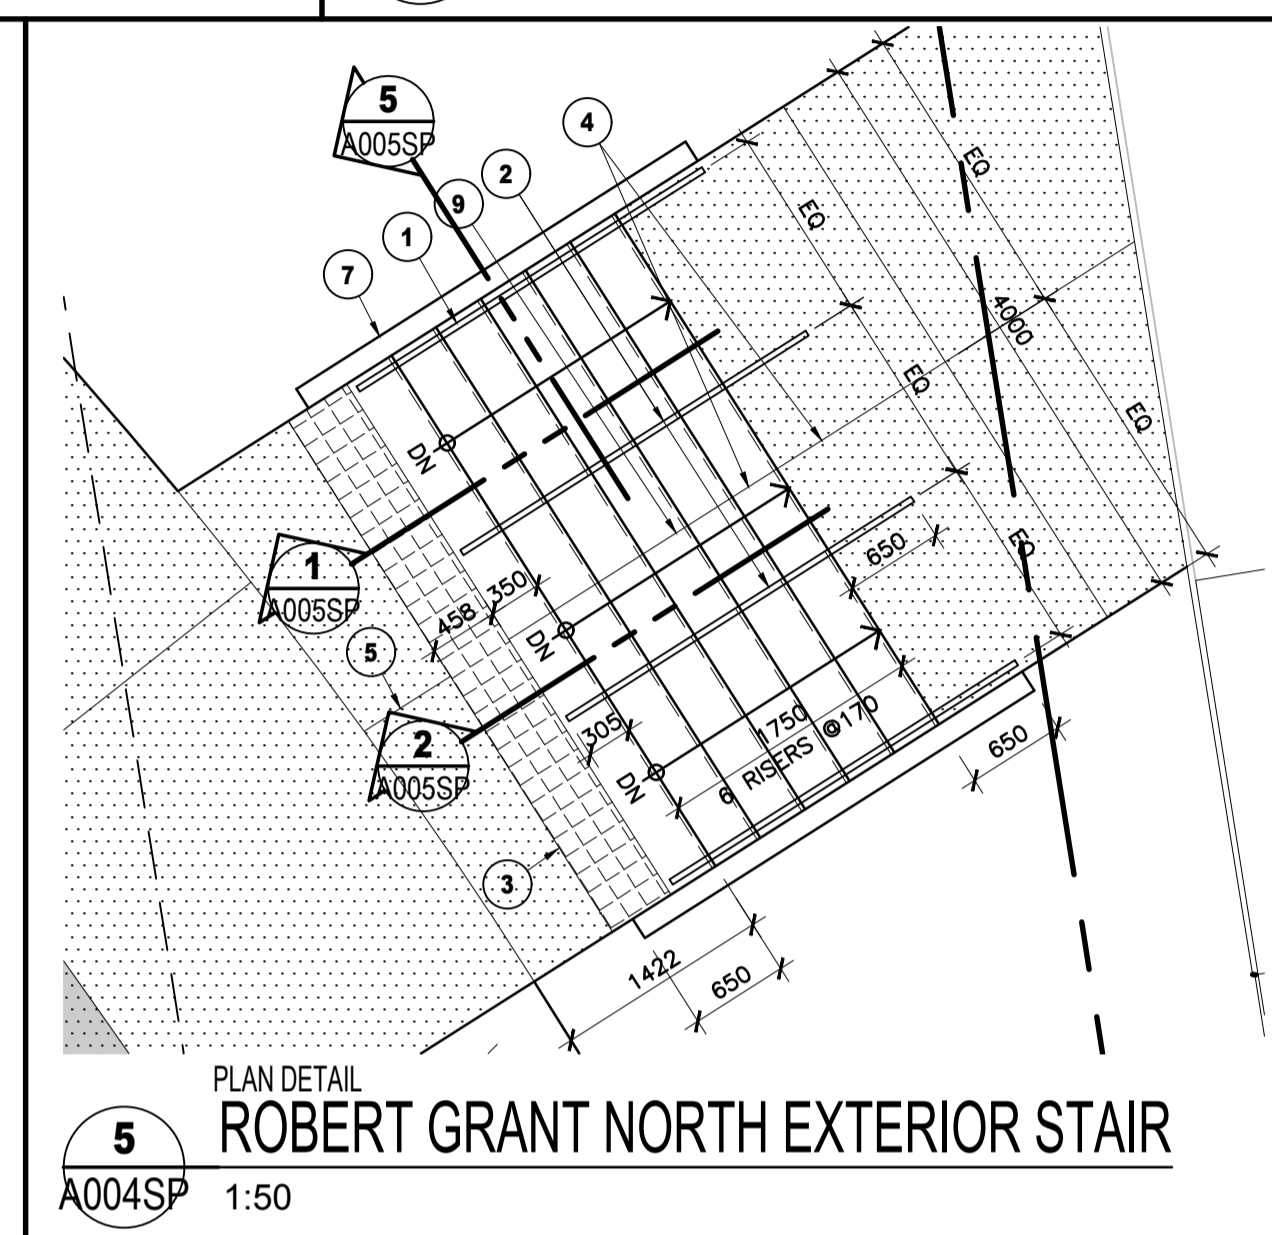 5
A005SP
4
2
9
1
7
EQ
EQ
4000
EQ
EQ
EQ
DN
1
A005SP
5
458
350
DN
650
2
A005SP
305
1750
6 RISERS @170
DN
650
3
1422
650
PLAN DETAIL
5
A004SP
ROBERT GRANT NORTH EXTERIOR STAIR
1:50